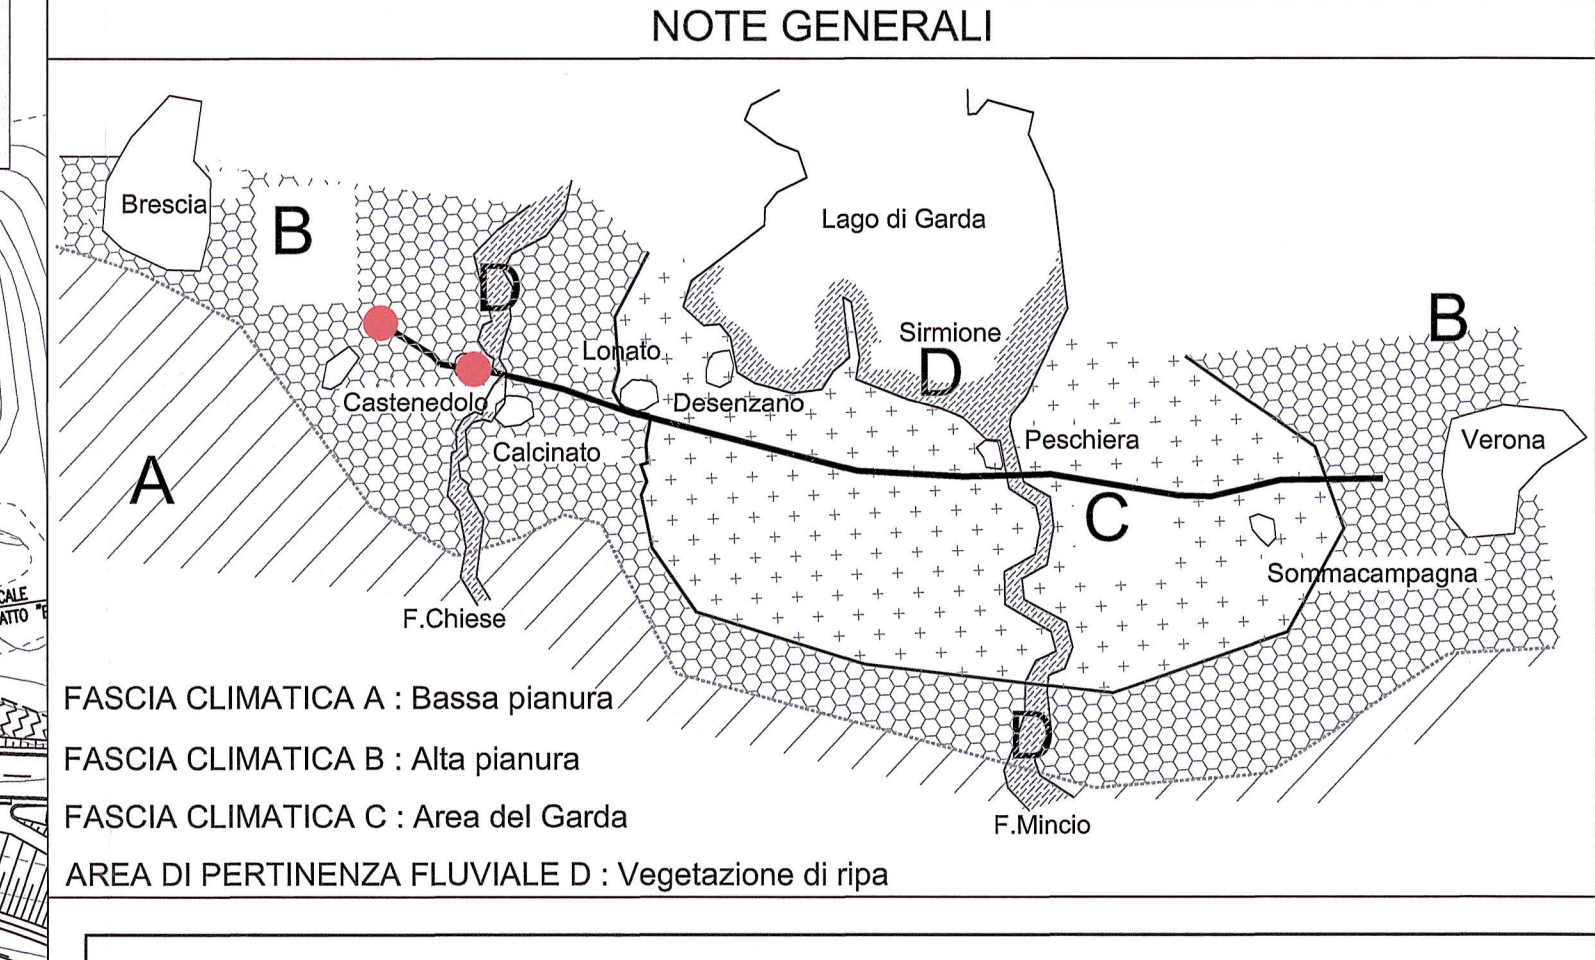 NOTE GENERALI
Brescia
B
D
Lago di Garda
Sirmione
D
B
Lonato
Castenedolo
Desenzano
Calcinato
Peschiera
Verona
A
C
Sommacampagna
F.Chiese
D
F.Mincio
FASCIA CLIMATICA A : Bassa pianura
FASCIA CLIMATICA B : Alta pianura
FASCIA CLIMATICA C : Area del Garda
AREA DI PERTINENZA FLUVIALE D : Vegetazione di ripa